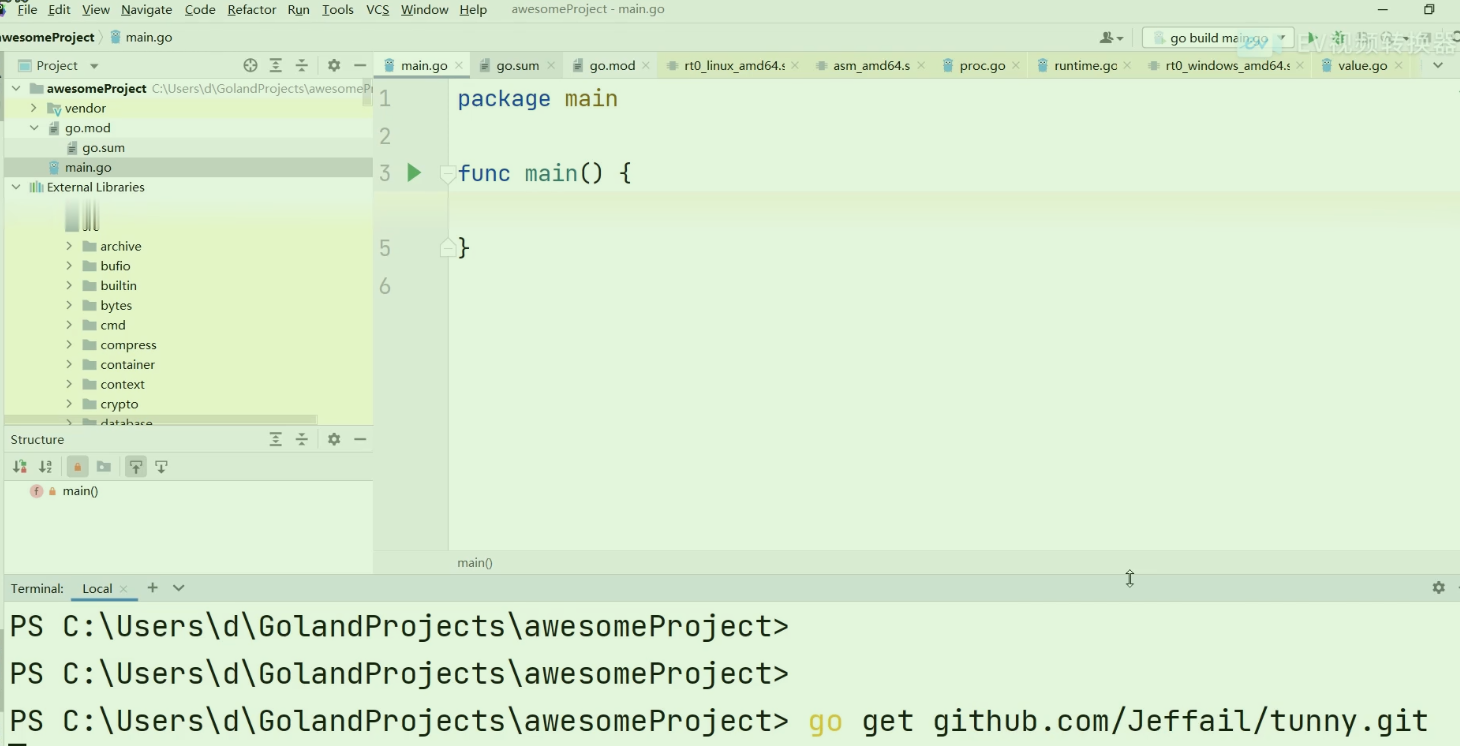 File Edit View Navigate Code Refactor Run Tools VCS Window Help awesomeProject - main.go
awesomeProject main.go
go build main.go
EV视频转换器
Project
main.go go.sum go.mod rt0_linux_amd64.s asm_amd64.s proc.go runtime.go rt0_windows_amd64.s value.go
awesomeProject C:\Users\d\GolandProjects\awesomeP
vendor
go.mod
go.sum
main.go
External Libraries
archive
bufio
builtin
bytes
cmd
compress
container
context
crypto
database
1 package main
2
3 func main() {
5 }
6
Structure
main()
main()
Terminal: Local
PS C:\Users\d\GolandProjects\awesomeProject>
PS C:\Users\d\GolandProjects\awesomeProject>
PS C:\Users\d\GolandProjects\awesomeProject> go get github.com/Jeffail/tunny.git